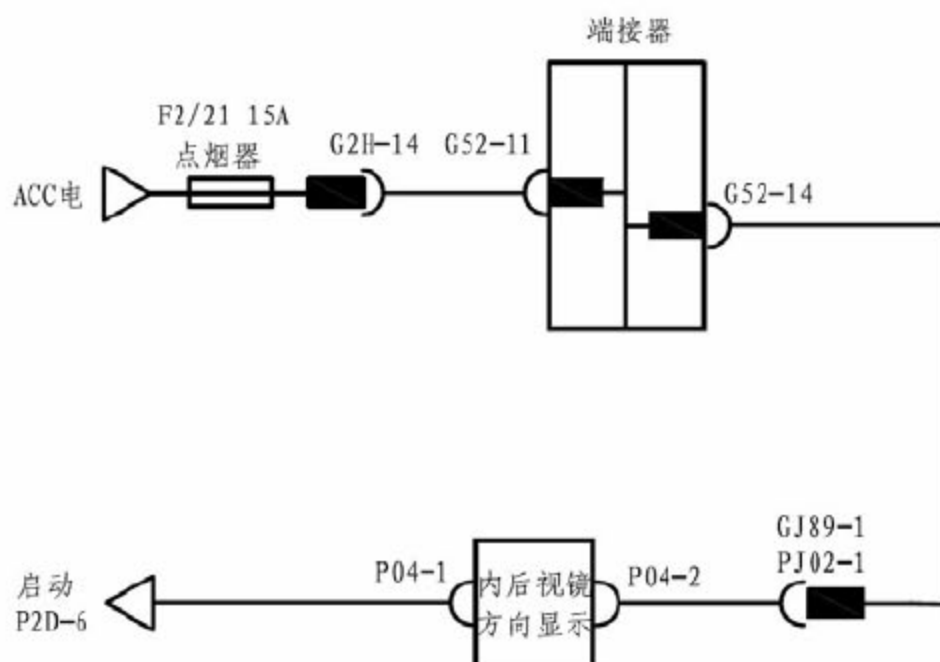 端接器
F2/21 15A
点烟器
G2H-14
G52-11
ACC电
G52-14
GJ89-1
PJ02-1
P04-1
内后视镜
方向显示
P04-2
启动
P2D-6